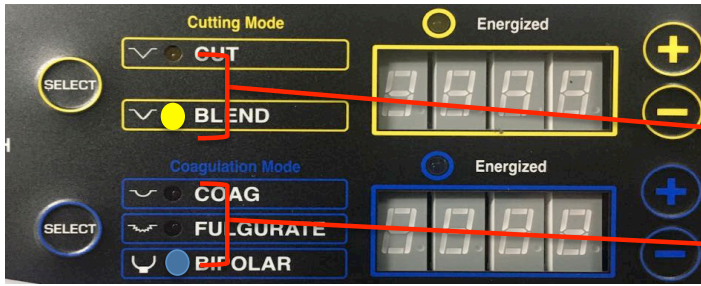 Cutting Mode
Energized
SELECT
CUT
BLEND
H
Coagulation Mode
Energized
SELECT
COAG
FULGURATE
BIPOLAR